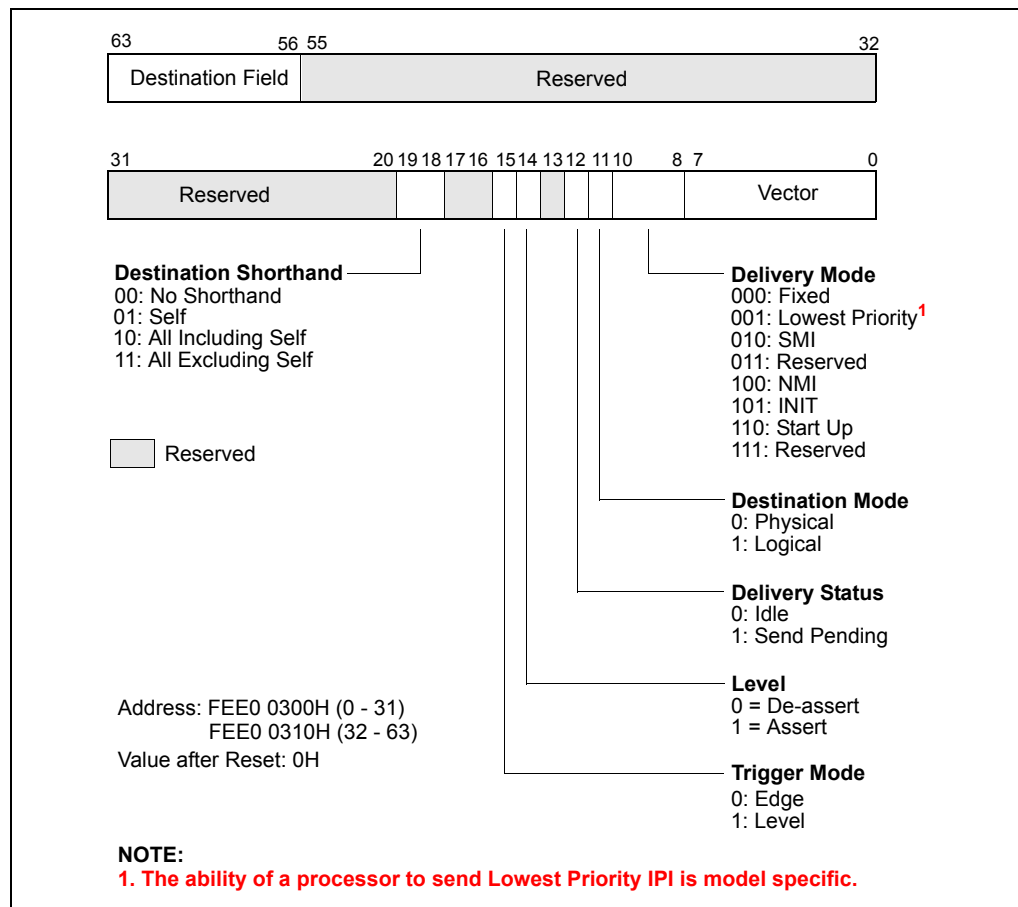 63 56 55 32
Destination Field Reserved
31 20 19 18 17 16 15 14 13 12 11 10 8 7 0
Reserved Vector
Destination Shorthand
00: No Shorthand
01: Self
10: All Including Self
11: All Excluding Self
Reserved
Delivery Mode
000: Fixed
001: Lowest Priority1
010: SMI
011: Reserved
100: NMI
101: INIT
110: Start Up
111: Reserved
Destination Mode
0: Physical
1: Logical
Delivery Status
0: Idle
1: Send Pending
Level
0 = De-assert
1 = Assert
Trigger Mode
0: Edge
1: Level
Address: FEE0 0300H (0 - 31)
FEE0 0310H (32 - 63)
Value after Reset: 0H
NOTE:
1. The ability of a processor to send Lowest Priority IPI is model specific.